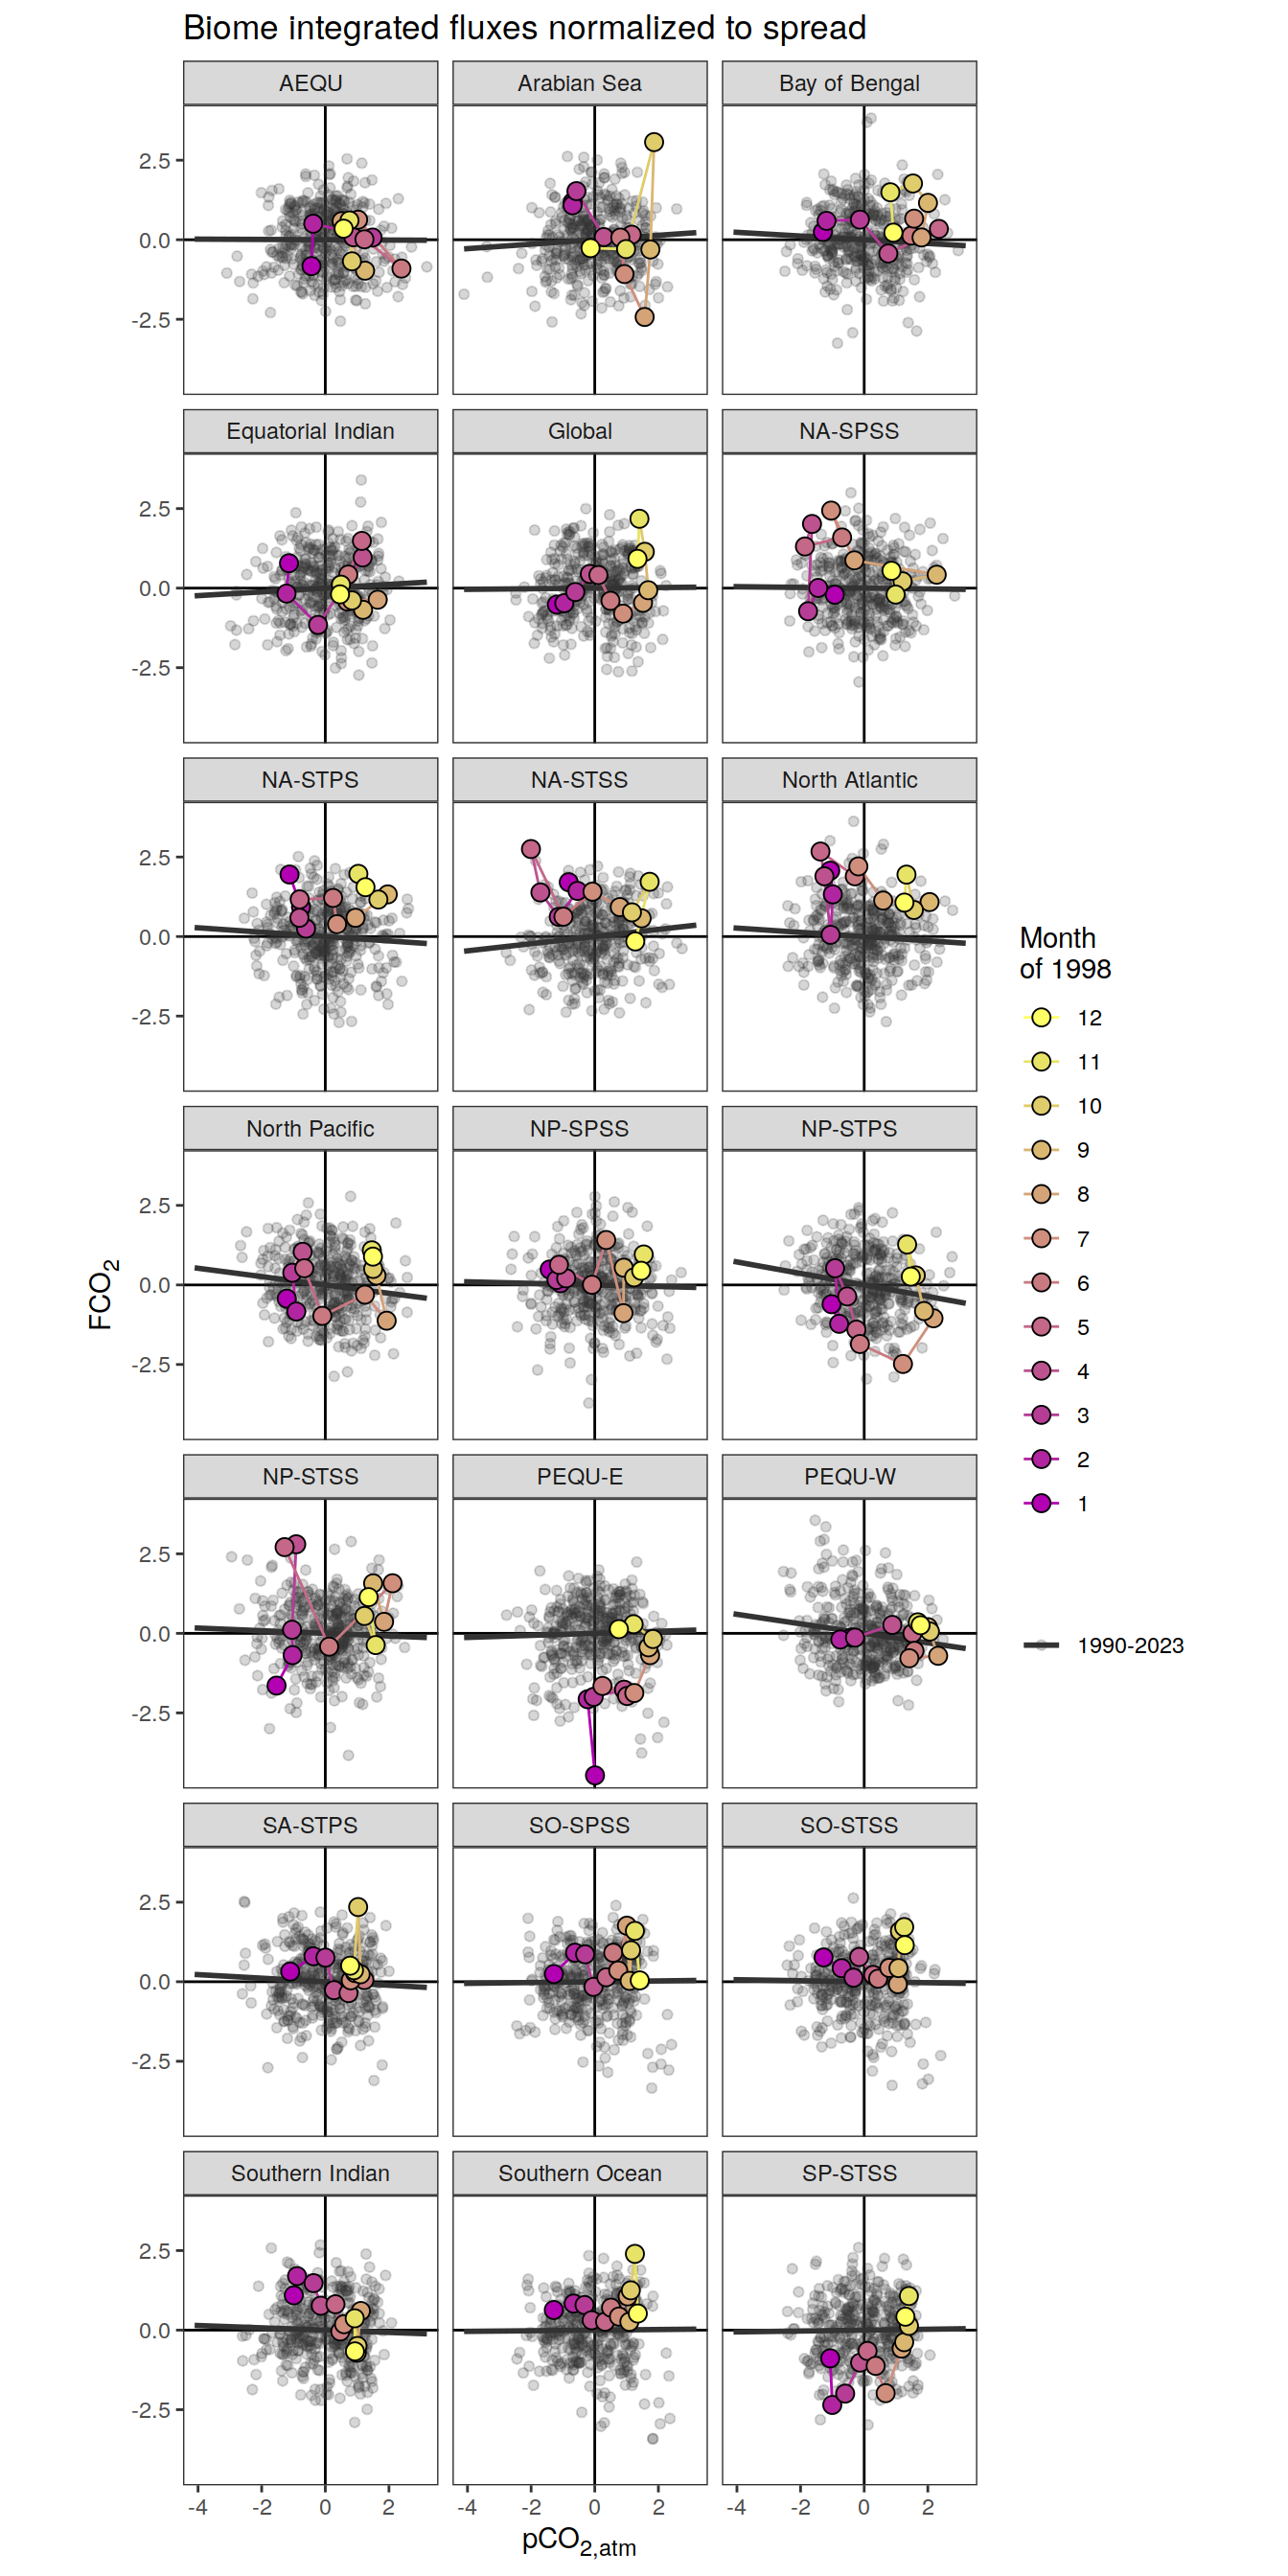 Biome integrated fluxes normalized to spread
AEQU
Arabian Sea
Bay of Bengal
2.5
0.0
-2.5
Equatorial Indian
Global
NA-SPSS
2.5
0.0
-2.5
NA-STPS
NA-STSS
North Atlantic
2.5
0.0
-2.5
North Pacific
NP-SPSS
NP-STPS
2.5
0.0
-2.5
NP-STSS
PEQU-E
PEQU-W
2.5
0.0
-2.5
SA-STPS
SO-SPSS
SO-STSS
2.5
0.0
-2.5
Southern Indian
Southern Ocean
SP-STSS
2.5
0.0
-2.5
-4 -2 0 2
-4 -2 0 2
-4 -2 0 2
pCO2,atm
FCO2
Month
of 1998
12
11
10
9
8
7
6
5
4
3
2
1
1990-2023